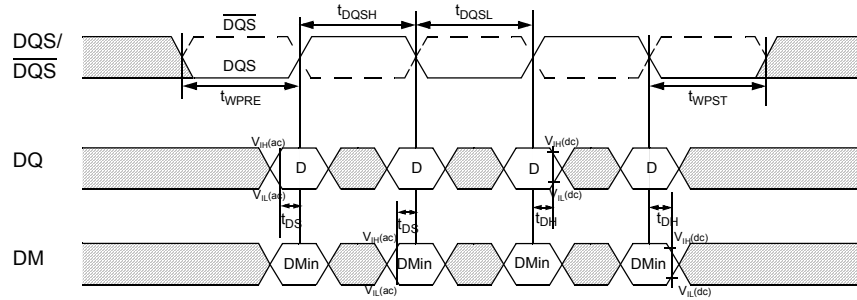 DQS tDQSH tDQSL
DQS/
DQS
DQS
tWPRE tWPST
VIH(ac) VIH(dc)
DQ D D D D
VIL(ac) VIL(dc)
tDS tDS tDH tDH
VIH(ac) VIH(dc)
DM DMin DMin DMin DMin
VIL(ac) VIL(dc)